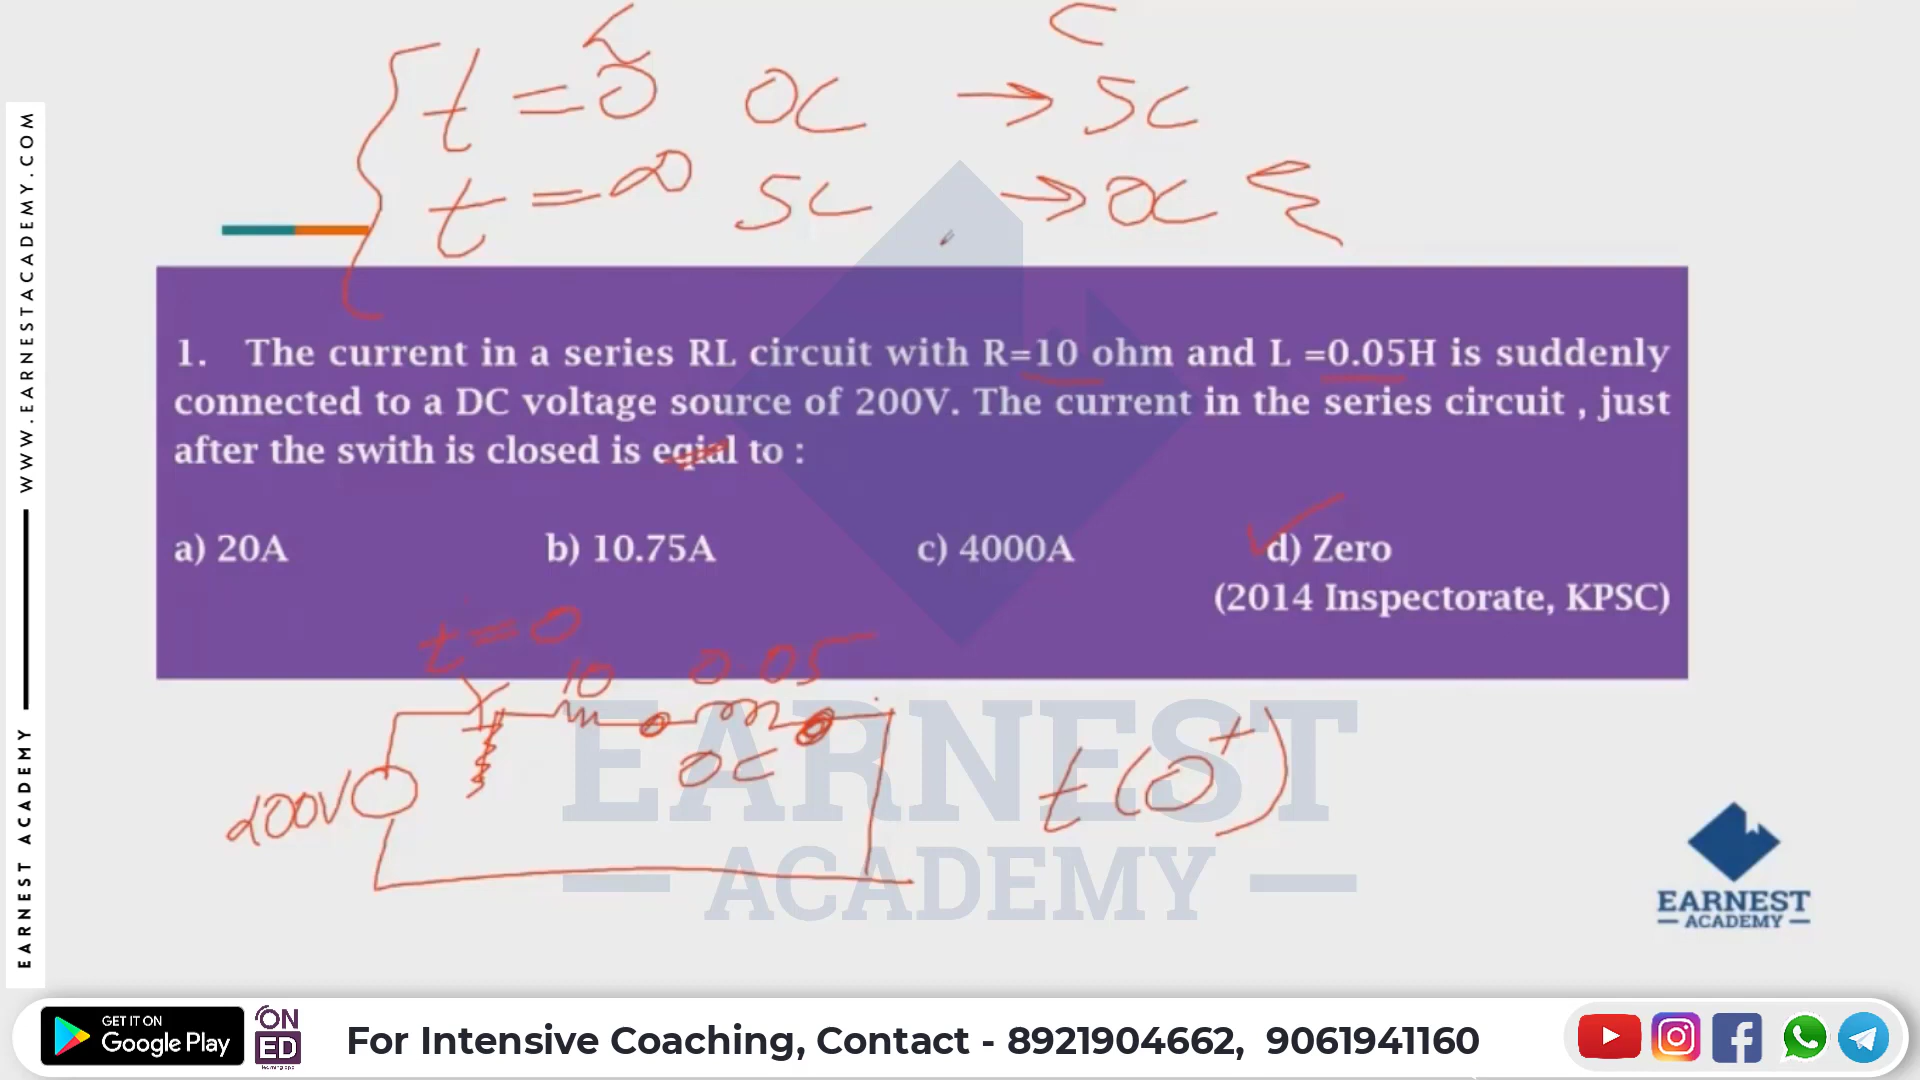 L C
t = 0 OC → SC
t = ∞ SC → OC
1. The current in a series RL circuit with R=10 ohm and L =0.05H is suddenly
connected to a DC voltage source of 200V. The current in the series circuit , just
after the swith is closed is eqial to :
a) 20A b) 10.75A c) 4000A d) Zero
(2014 Inspectorate, KPSC)
t=0
10 0.05
OC
200V
t(0+)
EARNEST
ACADEMY
EARNEST
ACADEMY
EARNEST ACADEMY WWW.EARNESTACADEMY.COM
GET IT ON
Google Play
ON
ED
For Intensive Coaching, Contact - 8921904662, 9061941160